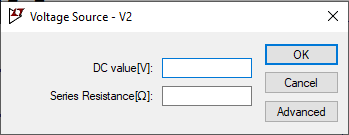 Voltage Source - V2
DC value[V]:
OK
Series Resistance[Ω]:
Cancel
Advanced